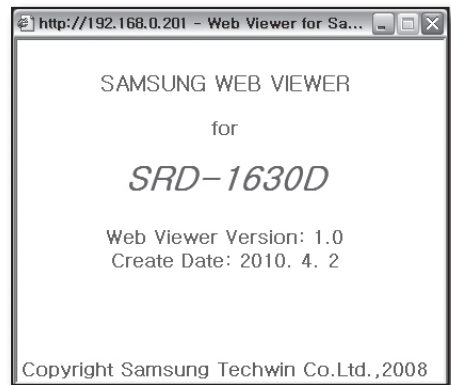 http://192.168.0.201 - Web Viewer for Sa...
SAMSUNG WEB VIEWER
for
SRD-1630D
Web Viewer Version: 1.0
Create Date: 2010. 4. 2
Copyright Samsung Techwin Co.Ltd.,2008